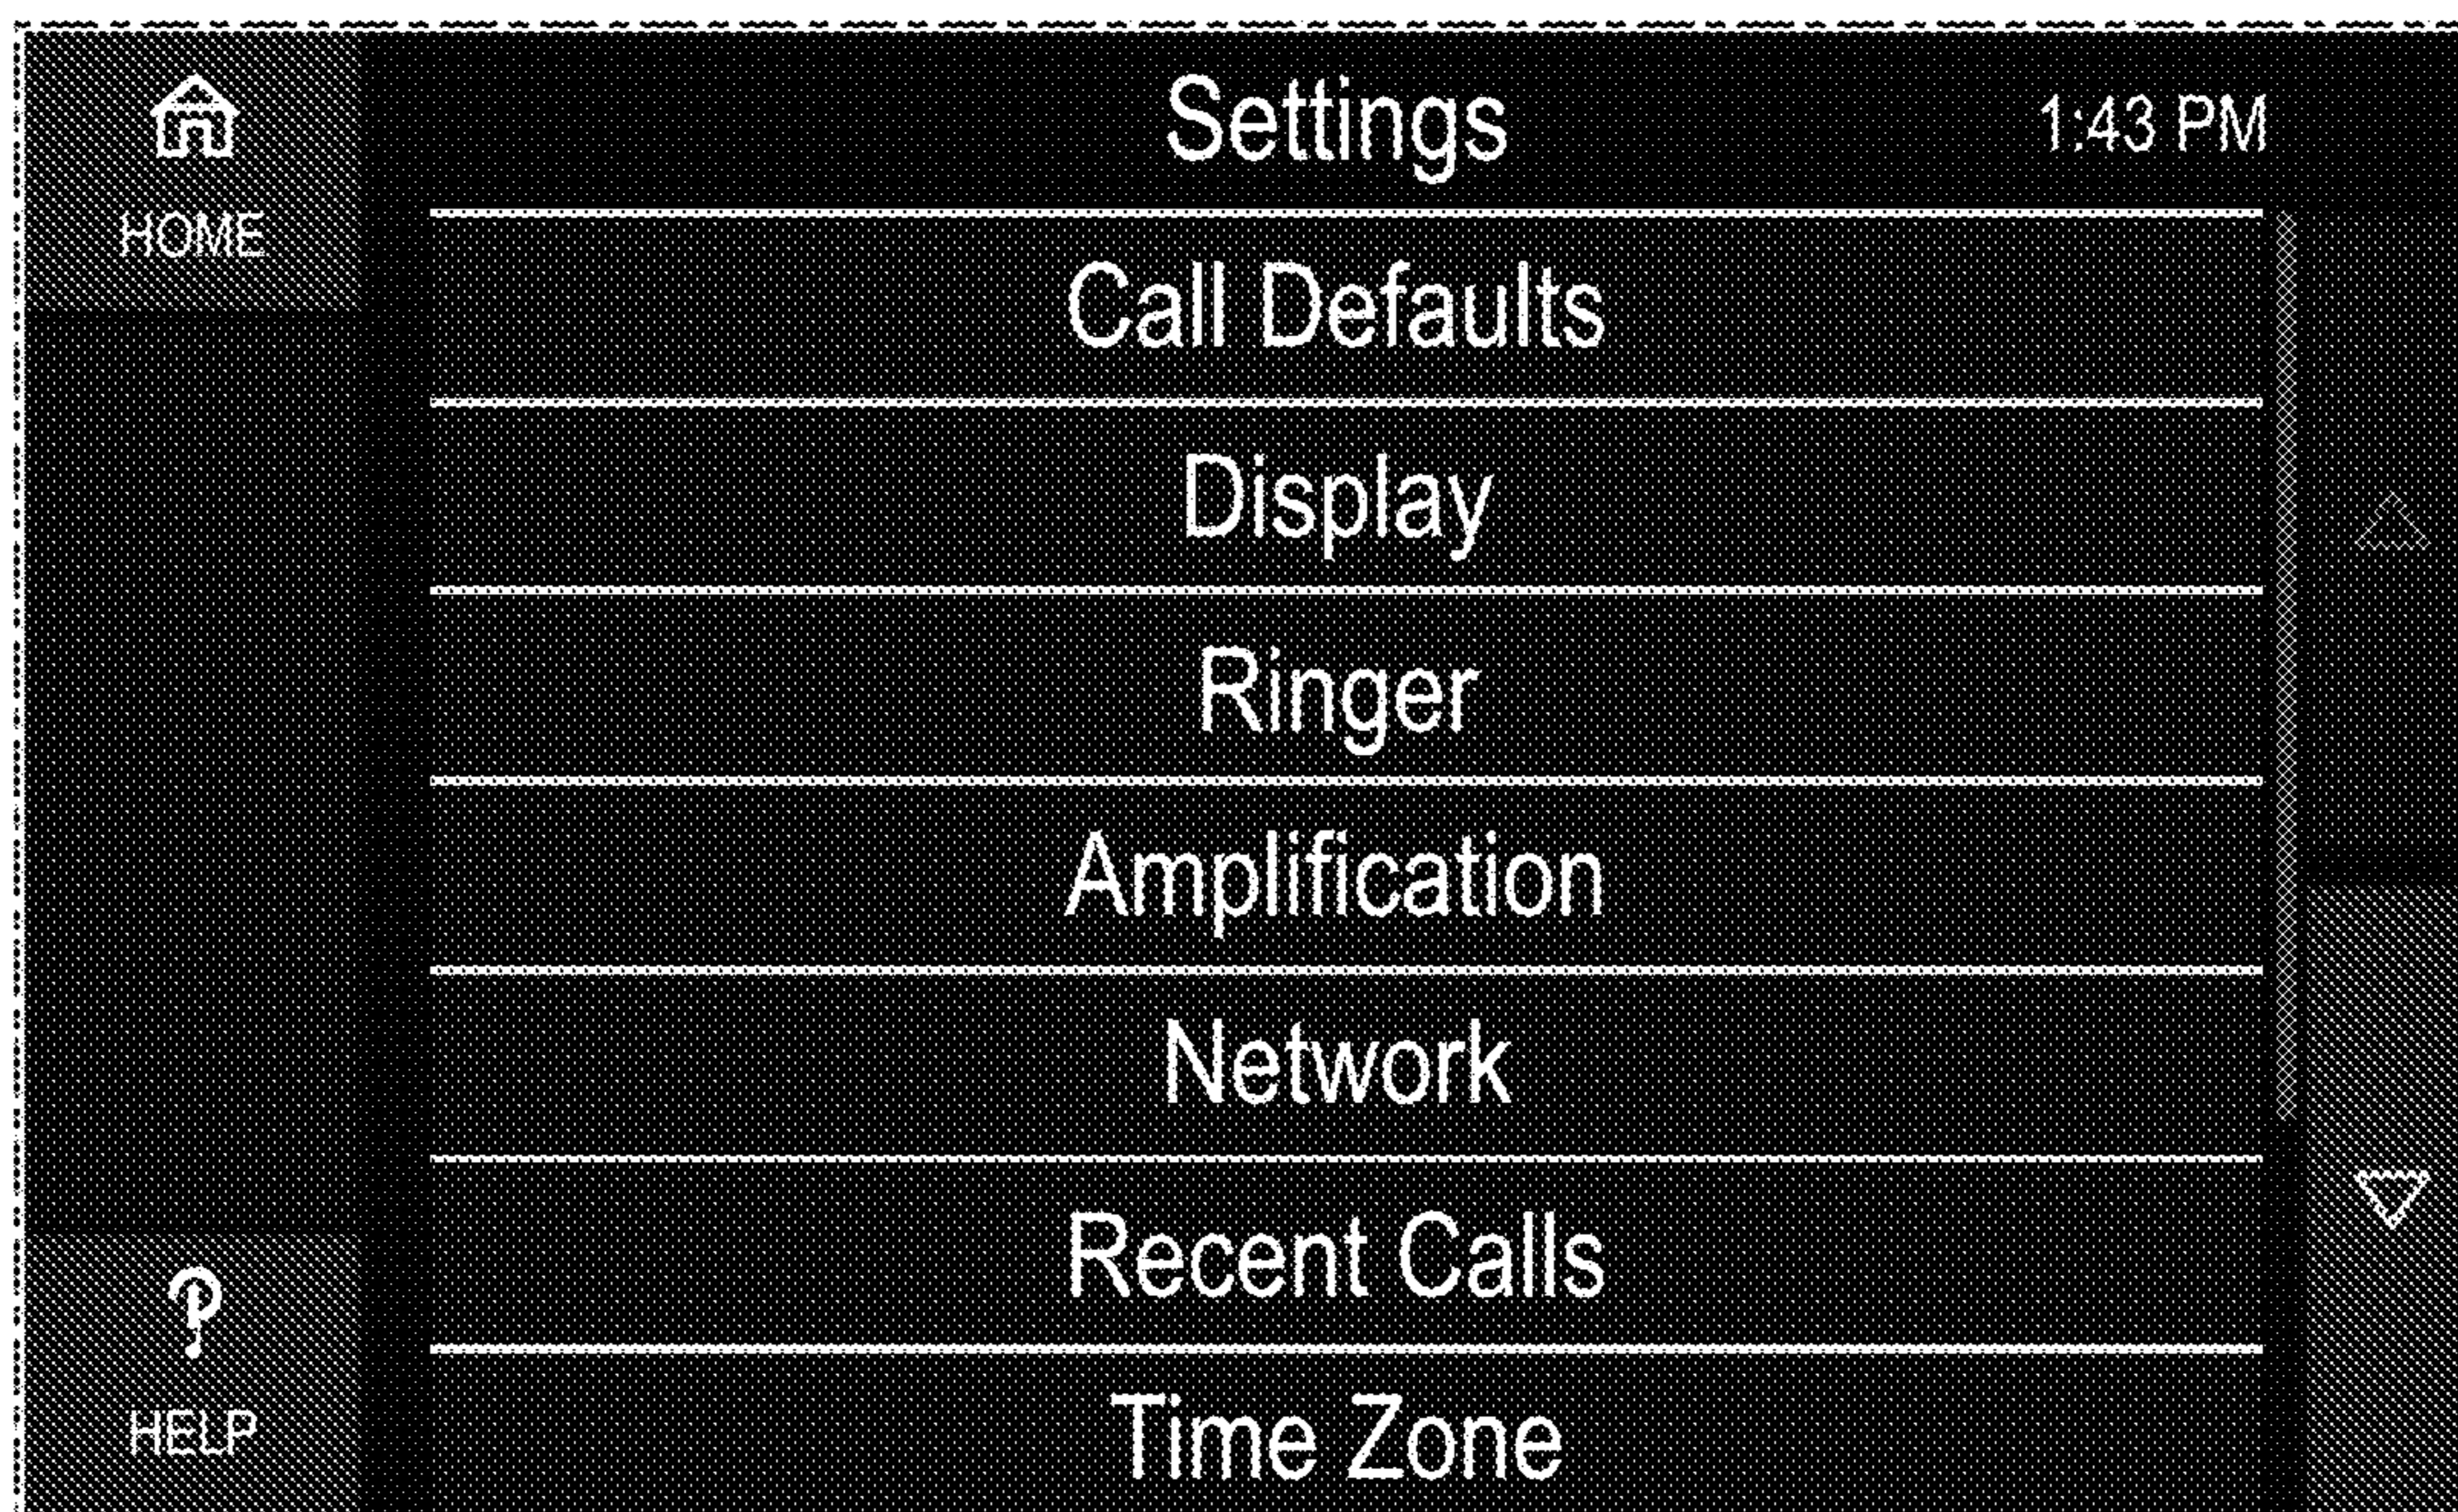 Settings
1:43 PM
HOME
Call Defaults
Display
Ringer
Amplification
Network
Recent Calls
Time Zone
HELP